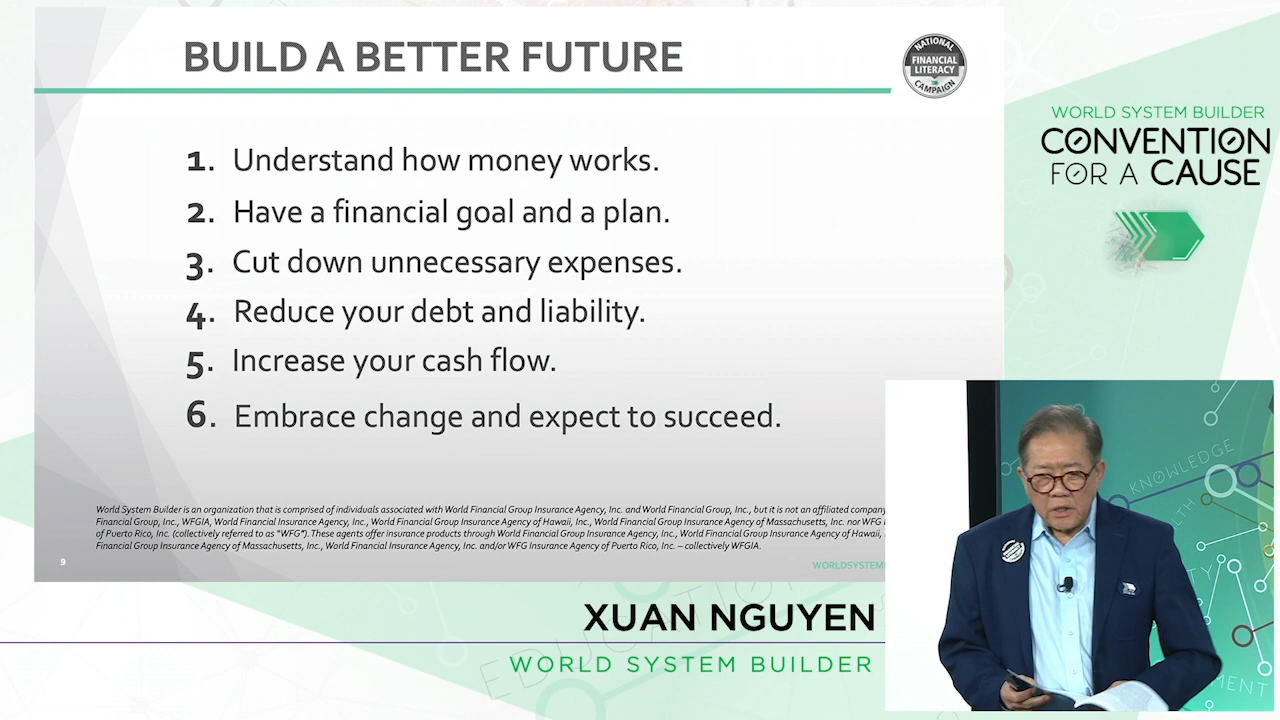 BUILD A BETTER FUTURE
NATIONAL
FINANCIAL
LITERACY
CAMPAIGN
WORLD SYSTEM BUILDER
CONVENTION
FOR A CAUSE
1. Understand how money works.
2. Have a financial goal and a plan.
3. Cut down unnecessary expenses.
4. Reduce your debt and liability.
5. Increase your cash flow.
6. Embrace change and expect to succeed.
World System Builder is an organization that is comprised of individuals associated with World Financial Group Insurance Agency, Inc. and World Financial Group, Inc., but it is not an affiliated company
Financial Group, Inc., WFGIA, World Financial Insurance Agency, Inc., World Financial Group Insurance Agency of Hawaii, Inc., World Financial Group Insurance Agency of Massachusetts, Inc. nor WFG
of Puerto Rico, Inc. (collectively referred to as "WFG"). These agents offer insurance products through World Financial Group Insurance Agency, Inc., World Financial Group Insurance Agency of Hawaii,
Financial Group Insurance Agency of Massachusetts, Inc., World Financial Insurance Agency, Inc. and/or WFG Insurance Agency of Puerto Rico, Inc. – collectively WFGIA.
9
WORLDSYSTEM
KNOWLEDGE
XUAN NGUYEN
WORLD SYSTEM BUILDER
EDUCATION